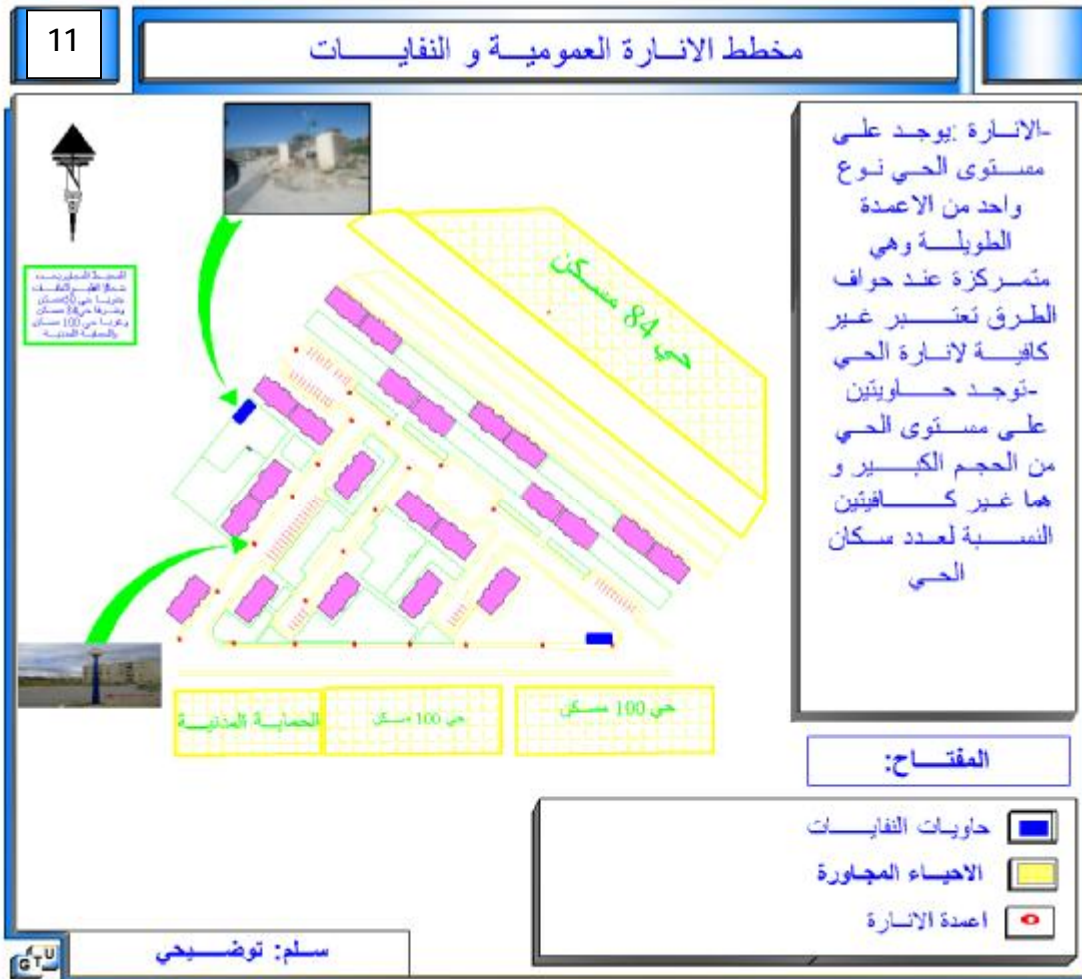 11
مخطط الانارة العمومية و النفايات
-الانارة :يوجد على
مستوى الحي نوع
واحد من الاعمدة
الطويلة وهي
متمركزة عند حواف
الطرق تعتبر غير
كافية لانارة الحي
-توجد حاويتين
على مستوى الحي
من الحجم الكبير و
هما غير كافيتين
النسبة لعدد سكان
الحي
حي 84 مسكن
حي 100 مسكن
حي 100 مسكن
الحماية المدنية
المفتاح:
حاويات النفايات
الاحياء المجاورة
اعمدة الانارة
سلم: توضيحي
GTU